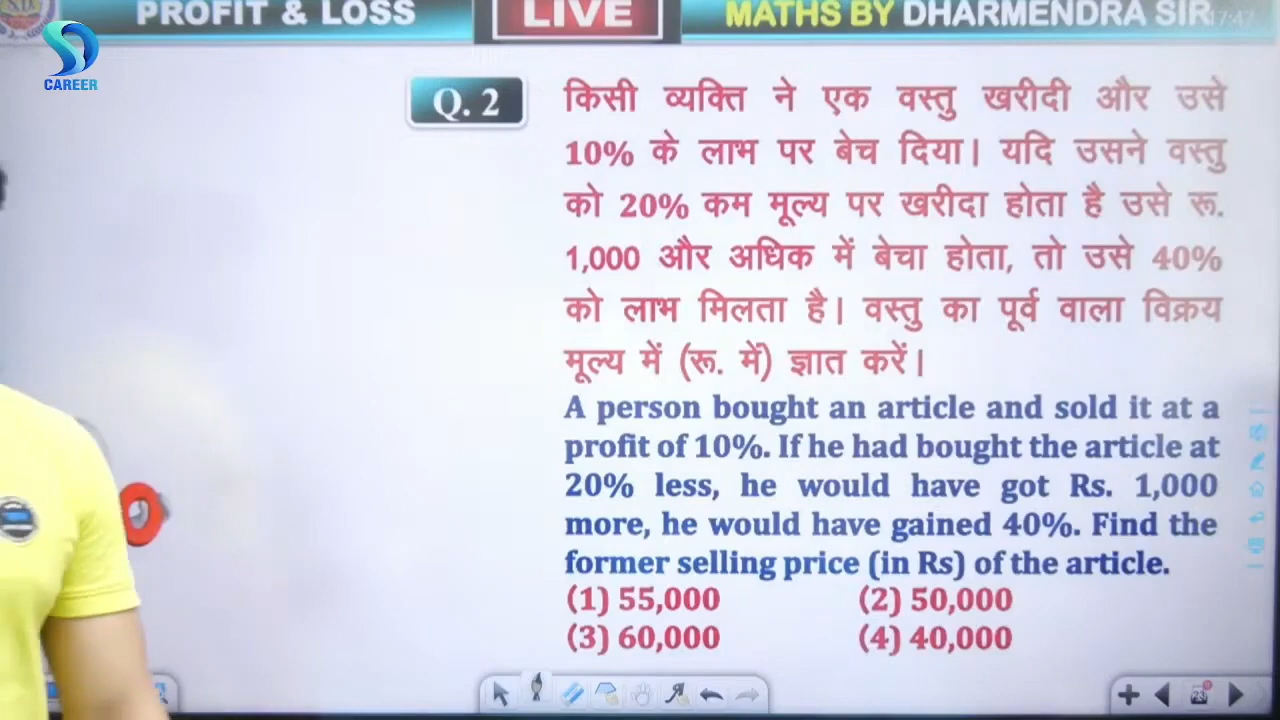 PROFIT & LOSS
LIVE
MATHS BY DHARMENDRA SIR
17:47
CAREER
Q. 2
किसी व्यक्ति ने एक वस्तु खरीदी और उसे
10% के लाभ पर बेच दिया। यदि उसने वस्तु
को 20% कम मूल्य पर खरीदा होता है उसे रू.
1,000 और अधिक में बेचा होता, तो उसे 40%
को लाभ मिलता है। वस्तु का पूर्व वाला विक्रय
मूल्य में (रू. में) ज्ञात करें।
A person bought an article and sold it at a
profit of 10%. If he had bought the article at
20% less, he would have got Rs. 1,000
more, he would have gained 40%. Find the
former selling price (in Rs) of the article.
(1) 55,000 (2) 50,000
(3) 60,000 (4) 40,000
23